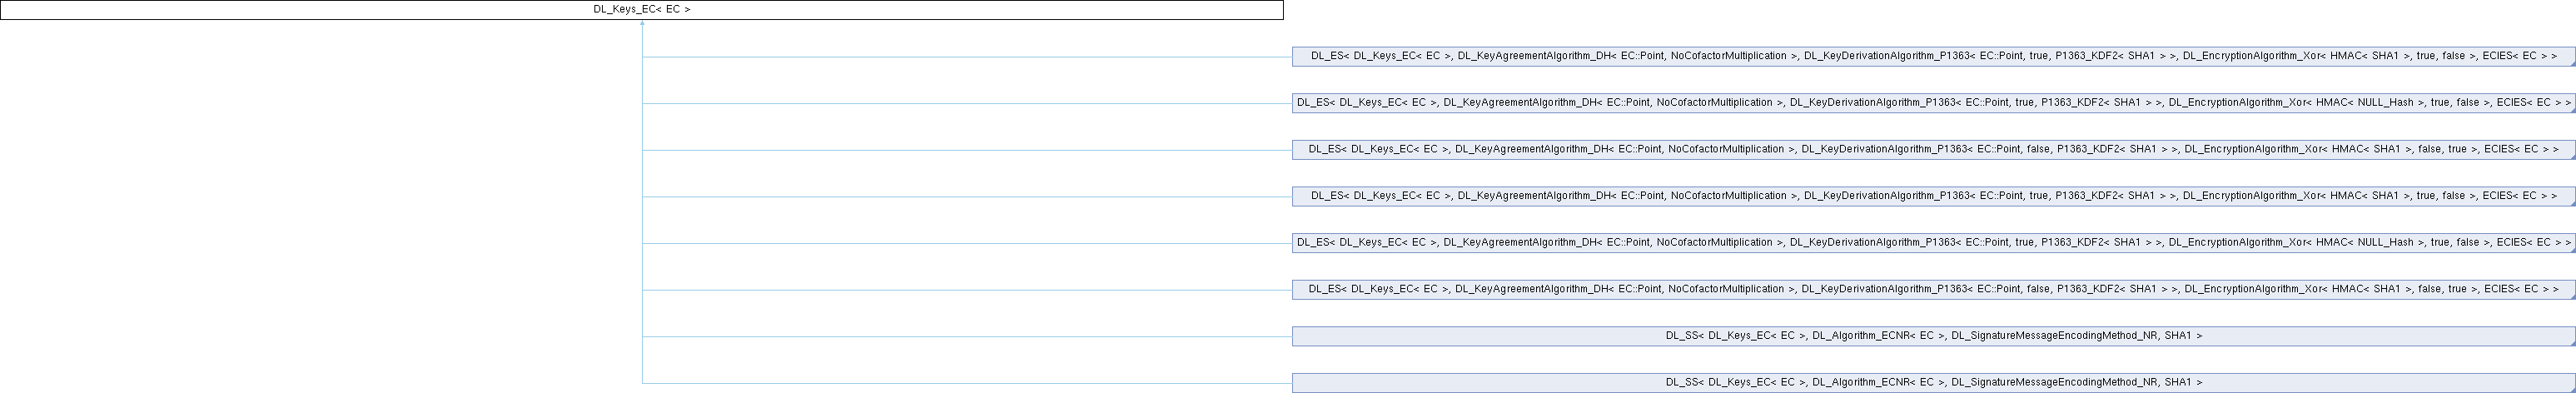 DL_Keys_EC< EC >
DL_ES< DL_Keys_EC< EC >, DL_KeyAgreementAlgorithm_DH< EC::Point, NoCofactorMultiplication >, DL_KeyDerivationAlgorithm_P1363< EC::Point, true, P1363_KDF2< SHA1 > >, DL_EncryptionAlgorithm_Xor< HMAC< SHA1 >, true, false >, ECIES< EC > >
DL_ES< DL_Keys_EC< EC >, DL_KeyAgreementAlgorithm_DH< EC::Point, NoCofactorMultiplication >, DL_KeyDerivationAlgorithm_P1363< EC::Point, true, P1363_KDF2< SHA1 > >, DL_EncryptionAlgorithm_Xor< HMAC< NULL_Hash >, true, false >, ECIES< EC > >
DL_ES< DL_Keys_EC< EC >, DL_KeyAgreementAlgorithm_DH< EC::Point, NoCofactorMultiplication >, DL_KeyDerivationAlgorithm_P1363< EC::Point, false, P1363_KDF2< SHA1 > >, DL_EncryptionAlgorithm_Xor< HMAC< SHA1 >, false, true >, ECIES< EC > >
DL_ES< DL_Keys_EC< EC >, DL_KeyAgreementAlgorithm_DH< EC::Point, NoCofactorMultiplication >, DL_KeyDerivationAlgorithm_P1363< EC::Point, true, P1363_KDF2< SHA1 > >, DL_EncryptionAlgorithm_Xor< HMAC< SHA1 >, true, false >, ECIES< EC > >
DL_ES< DL_Keys_EC< EC >, DL_KeyAgreementAlgorithm_DH< EC::Point, NoCofactorMultiplication >, DL_KeyDerivationAlgorithm_P1363< EC::Point, true, P1363_KDF2< SHA1 > >, DL_EncryptionAlgorithm_Xor< HMAC< NULL_Hash >, true, false >, ECIES< EC > >
DL_ES< DL_Keys_EC< EC >, DL_KeyAgreementAlgorithm_DH< EC::Point, NoCofactorMultiplication >, DL_KeyDerivationAlgorithm_P1363< EC::Point, false, P1363_KDF2< SHA1 > >, DL_EncryptionAlgorithm_Xor< HMAC< SHA1 >, false, true >, ECIES< EC > >
DL_SS< DL_Keys_EC< EC >, DL_Algorithm_ECNR< EC >, DL_SignatureMessageEncodingMethod_NR, SHA1 >
DL_SS< DL_Keys_EC< EC >, DL_Algorithm_ECNR< EC >, DL_SignatureMessageEncodingMethod_NR, SHA1 >